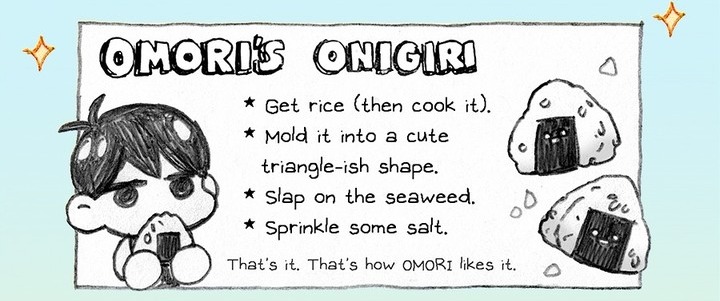 OMORI'S ONIGIRI
★ Get rice (then cook it).
★ Mold it into a cute
triangle-ish shape.
★ Slap on the seaweed.
★ Sprinkle some salt.
That's it. That's how OMORI likes it.